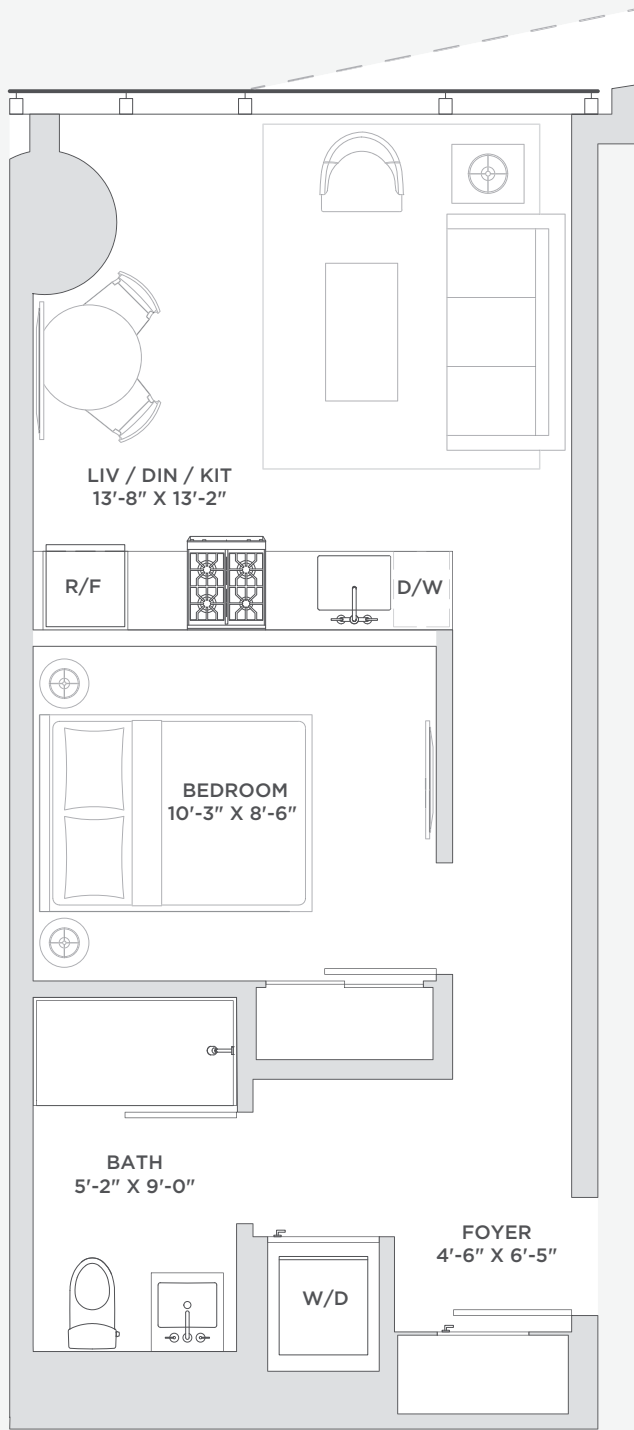 LIV / DIN / KIT
13'-8" X 13'-2"
R/F
D/W
BEDROOM
10'-3" X 8'-6"
BATH
5'-2" X 9'-0"
FOYER
4'-6" X 6'-5"
W/D